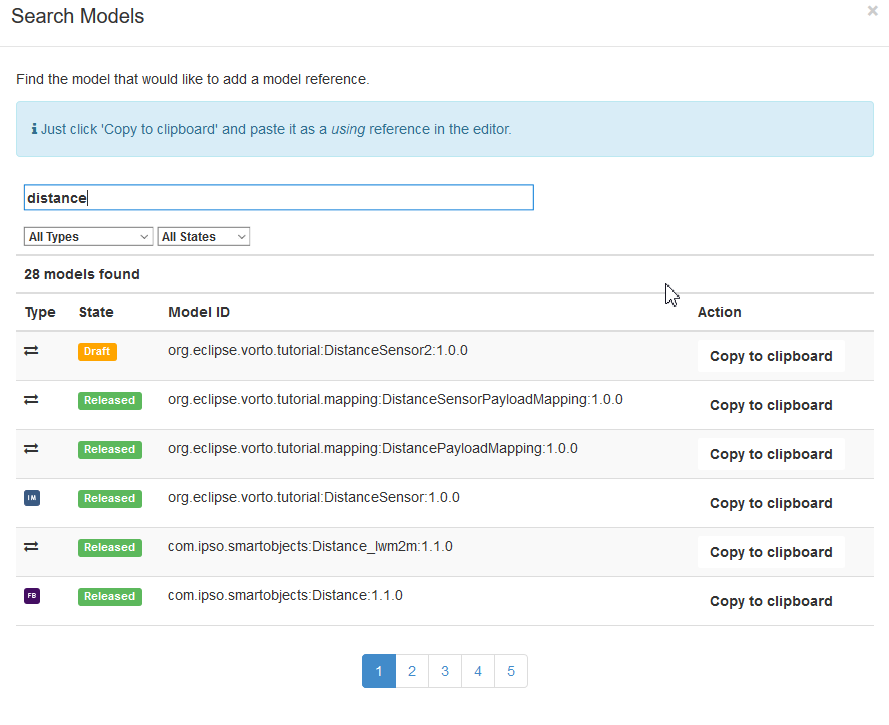 Search Models
×
Find the model that would like to add a model reference.
i Just click 'Copy to clipboard' and paste it as a using reference in the editor.
distance
All Types All States
28 models found
Type State Model ID Action
Draft org.eclipse.vorto.tutorial:DistanceSensor2:1.0.0 Copy to clipboard
Released org.eclipse.vorto.tutorial.mapping:DistanceSensorPayloadMapping:1.0.0 Copy to clipboard
Released org.eclipse.vorto.tutorial.mapping:DistancePayloadMapping:1.0.0 Copy to clipboard
IM Released org.eclipse.vorto.tutorial:DistanceSensor:1.0.0 Copy to clipboard
Released com.ipso.smartobjects:Distance_lwm2m:1.1.0 Copy to clipboard
FB Released com.ipso.smartobjects:Distance:1.1.0 Copy to clipboard
1 2 3 4 5